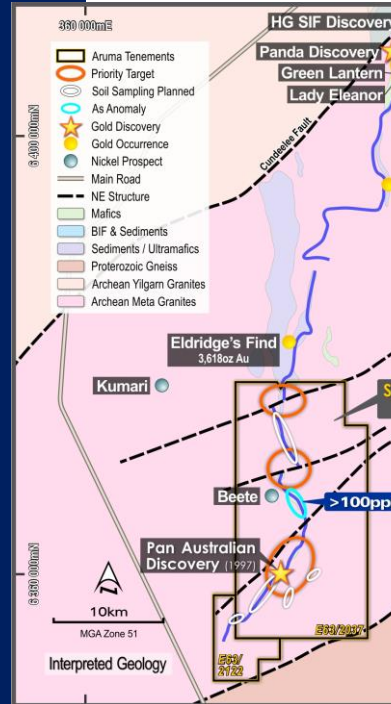 360 000mE
HG SIF Discovery
Panda Discovery
Green Lantern
Lady Eleanor
Aruma Tenements
Priority Target
Soil Sampling Planned
As Anomaly
Gold Discovery
Gold Occurrence
Nickel Prospect
Main Road
NE Structure
Mafics
BIF & Sediments
Sediments / Ultramafics
Proterozoic Gneiss
Archean Yilgarn Granites
Archean Meta Granites
6 400 000mN
Cundeelee Fault
Eldridge's Find
3,618oz Au
Kumari
S
Beete
>100pp
Pan Australian
Discovery (1997)
6 360 000mN
10km
MGA Zone 51
Interpreted Geology
E63/2037
E63/
2122